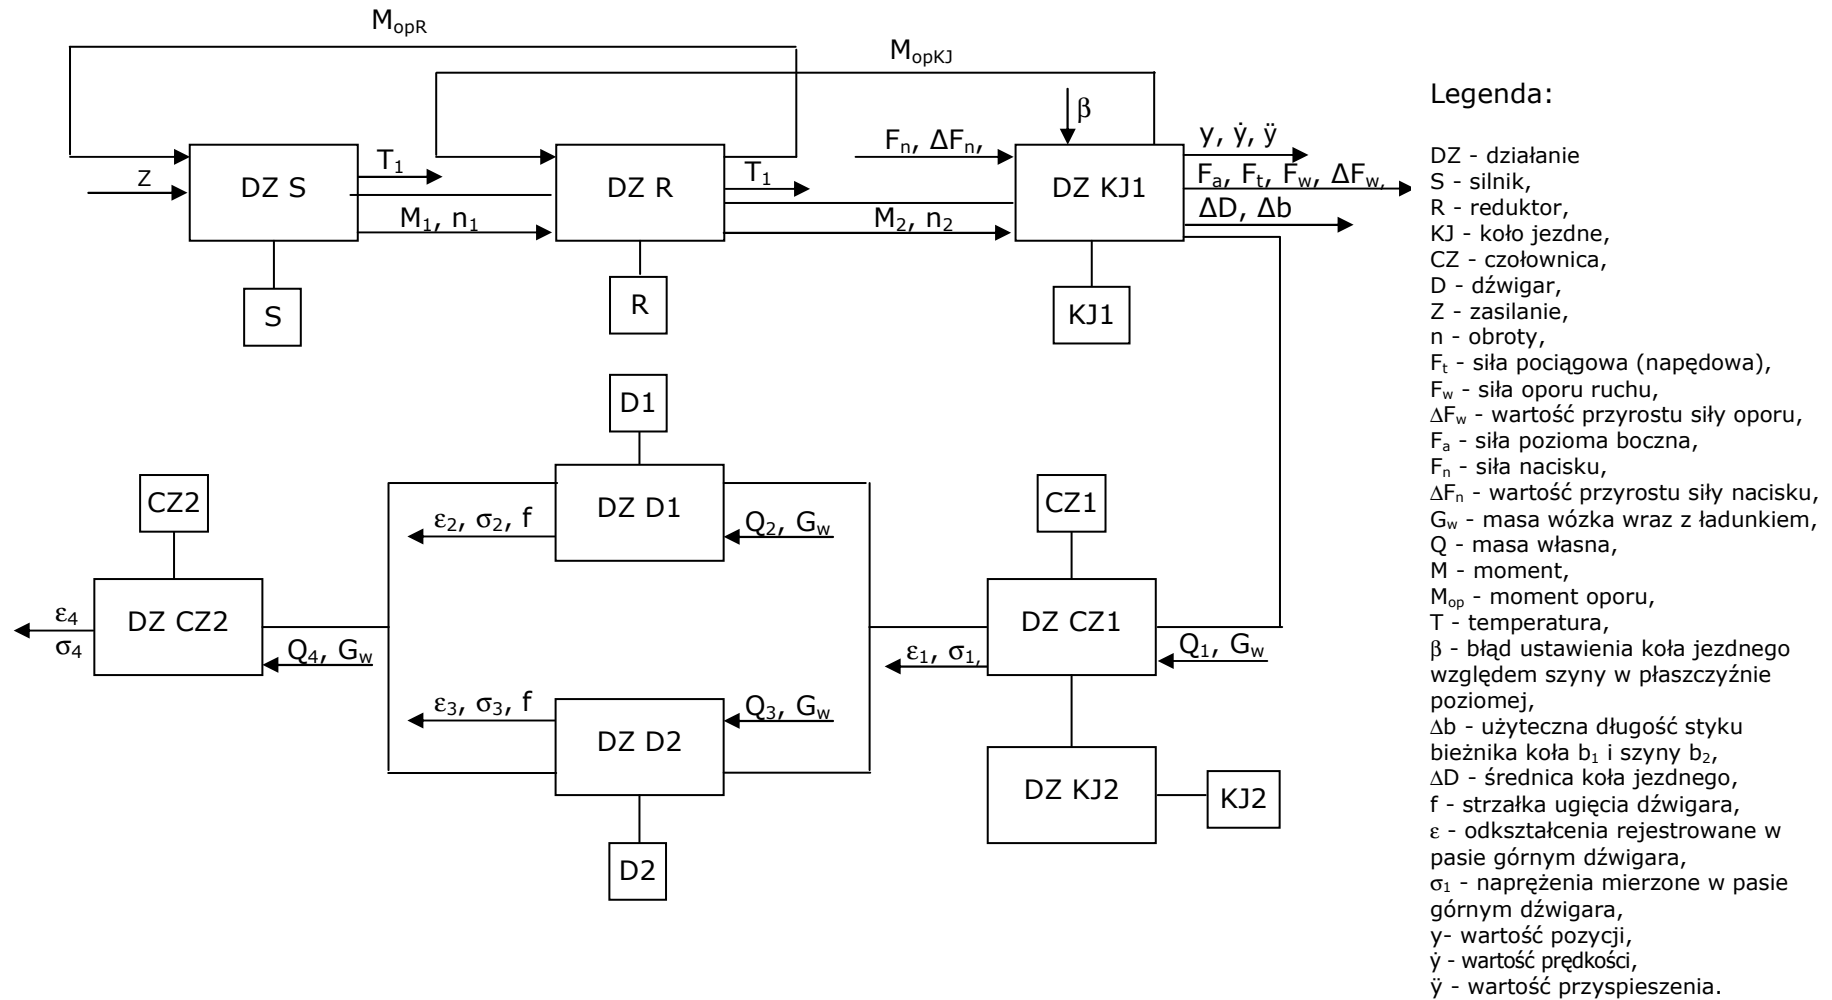 M_opR
M_opKJ
β
F_n, ΔF_n,
y, ẏ, ÿ
Z
DZ S
T_1
DZ R
T_1
DZ KJ1
F_a, F_t, F_w, ΔF_w,
M_1, n_1
M_2, n_2
ΔD, Δb
S
R
KJ1
D1
CZ2
DZ D1
CZ1
ε_2, σ_2, f
Q_2, G_w
ε_4
σ_4
DZ CZ2
DZ CZ1
Q_4, G_w
ε_1, σ_1,
Q_1, G_w
ε_3, σ_3, f
Q_3, G_w
DZ D2
DZ KJ2
KJ2
D2
Legenda:
DZ - działanie
S - silnik,
R - reduktor,
KJ - koło jezdne,
CZ - czołownica,
D - dźwigar,
Z - zasilanie,
n - obroty,
F_t - siła pociągowa (napędowa),
F_w - siła oporu ruchu,
ΔF_w - wartość przyrostu siły oporu,
F_a - siła pozioma boczna,
F_n - siła nacisku,
ΔF_n - wartość przyrostu siły nacisku,
G_w - masa wózka wraz z ładunkiem,
Q - masa własna,
M - moment,
M_op - moment oporu,
T - temperatura,
β - błąd ustawienia koła jezdnego
względem szyny w płaszczyźnie
poziomej,
Δb - użyteczna długość styku
bieżnika koła b_1 i szyny b_2,
ΔD - średnica koła jezdnego,
f - strzałka ugięcia dźwigara,
ε - odkształcenia rejestrowane w
pasie górnym dźwigara,
σ_1 - naprężenia mierzone w pasie
górnym dźwigara,
y- wartość pozycji,
ẏ - wartość prędkości,
ÿ - wartość przyspieszenia.